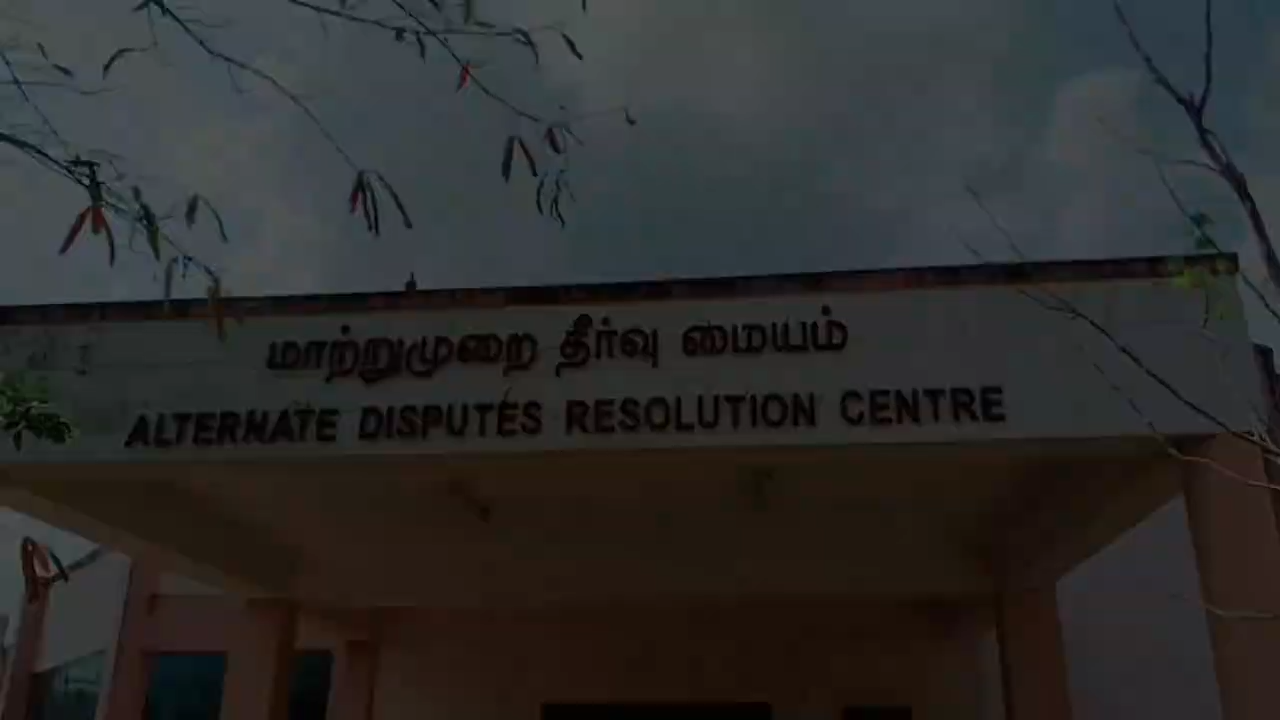 மாற்றுமுறை தீர்வு மையம்
ALTERNATE DISPUTES RESOLUTION CENTRE